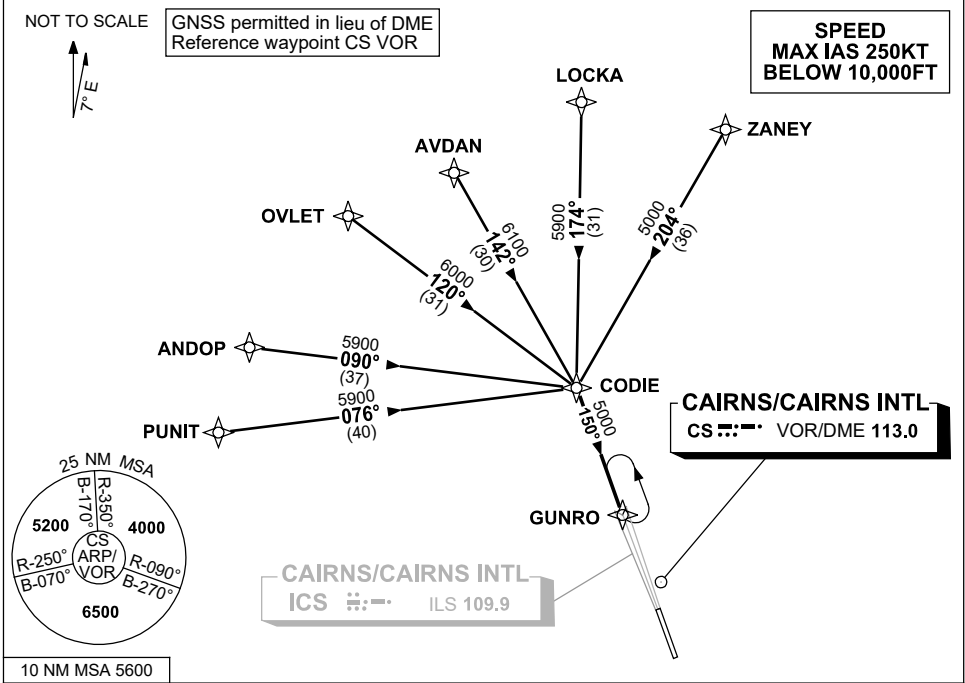 NOT TO SCALE
7° E
GNSS permitted in lieu of DME
Reference waypoint CS VOR
SPEED
MAX IAS 250KT
BELOW 10,000FT
LOCKA
ZANEY
AVDAN
OVLET
5900
174°
(31)
5000
204°
(36)
6100
142°
(30)
6000
120°
(31)
ANDOP
5900
090°
(37)
CODIE
5900
076°
(40)
PUNIT
5000
150°
CAIRNS/CAIRNS INTL
CS VOR/DME 113.0
GUNRO
CAIRNS/CAIRNS INTL
ICS ILS 109.9
25 NM MSA
B-170°
R-350°
5200
4000
CS
ARP/
VOR
R-250°
B-070°
R-090°
B-270°
6500
10 NM MSA 5600